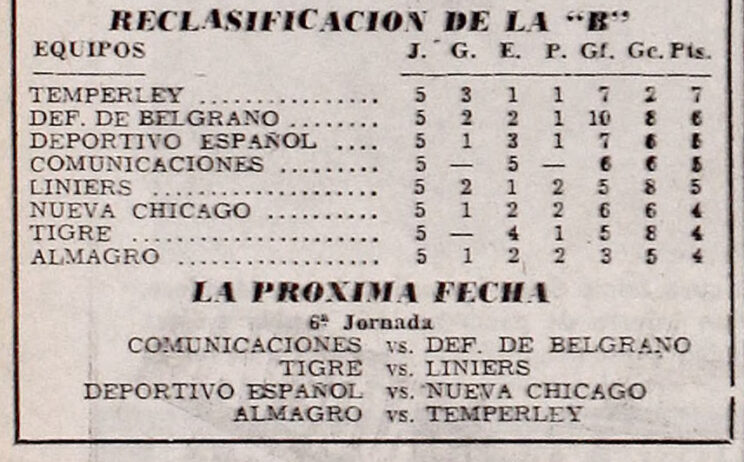 RECLASIFICACION DE LA "B"
EQUIPOS J. G. E. P. Gf. Gc. Pts.
TEMPERLEY ................ 5 3 1 1 7 2 7
DEF. DE BELGRANO ........ 5 2 2 1 10 8 6
DEPORTIVO ESPAÑOL .... 5 1 3 1 7 6 5
COMUNICACIONES ......... 5 — 5 — 6 6 5
LINIERS .................... 5 2 1 2 5 8 5
NUEVA CHICAGO .......... 5 1 2 2 6 6 4
TIGRE ...................... 5 — 4 1 5 8 4
ALMAGRO .................. 5 1 2 2 3 5 4
LA PROXIMA FECHA
6ª Jornada
COMUNICACIONES vs. DEF. DE BELGRANO
TIGRE vs. LINIERS
DEPORTIVO ESPAÑOL vs. NUEVA CHICAGO
ALMAGRO vs. TEMPERLEY